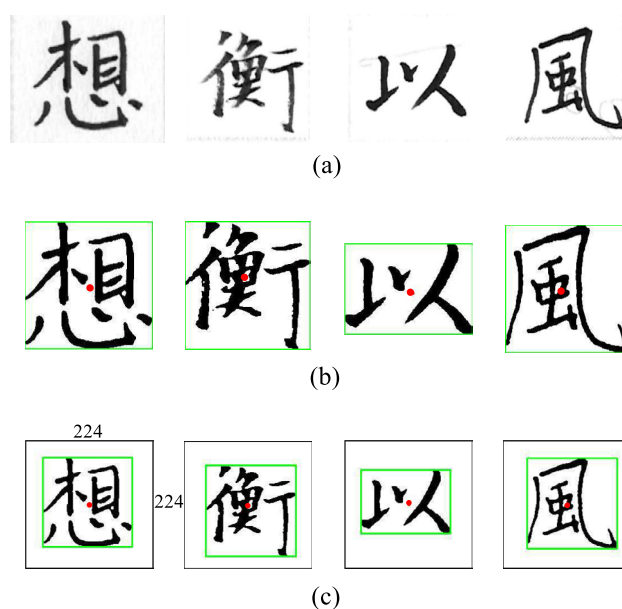 想 衡 以 風
(a)
想 衡 以 風
(b)
224
想 224 衡 以 風
(c)